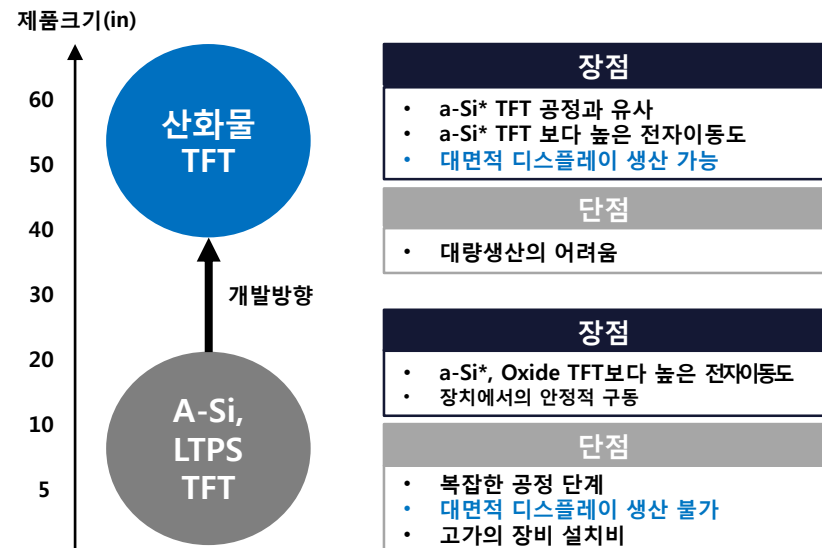 제품크기(in)
60
50
40
30
20
10
5
산화물
TFT
개발방향
A-Si,
LTPS
TFT
장점
• a-Si* TFT 공정과 유사
• a-Si* TFT 보다 높은 전자이동도
• 대면적 디스플레이 생산 가능
단점
• 대량생산의 어려움
장점
• a-Si*, Oxide TFT보다 높은 전자이동도
• 장치에서의 안정적 구동
단점
• 복잡한 공정 단계
• 대면적 디스플레이 생산 불가
• 고가의 장비 설치비